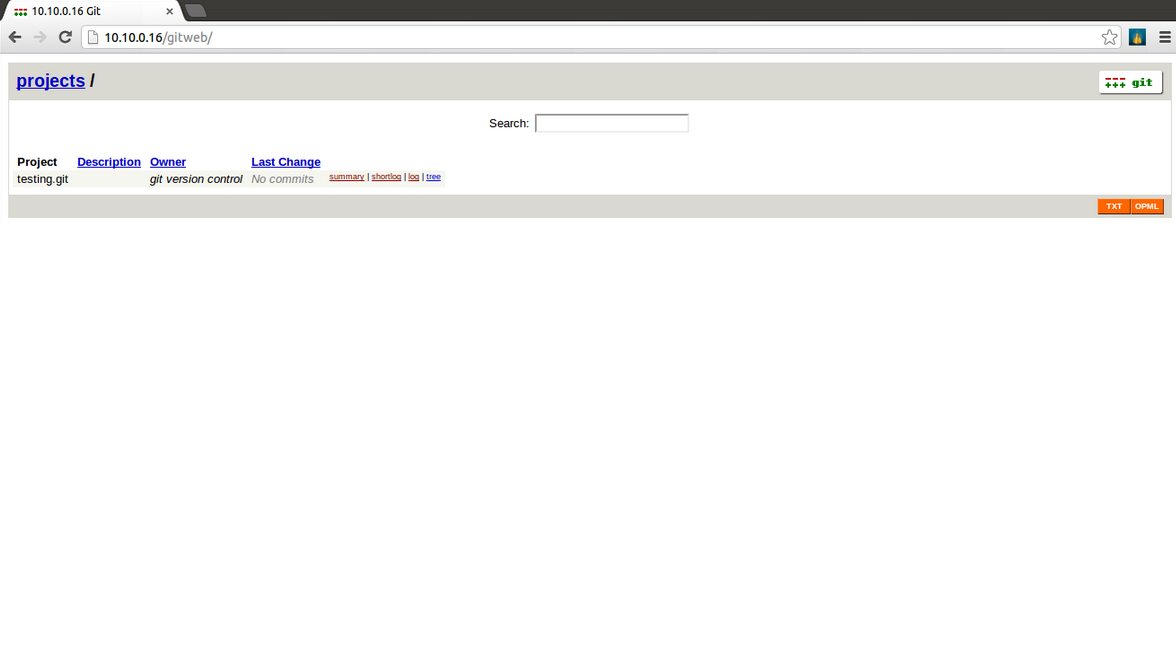 10.10.0.16 Git
10.10.0.16/gitweb/
projects /
git
Search:
Project Description Owner Last Change
testing.git git version control No commits summary | shortlog | log | tree
TXT OPML